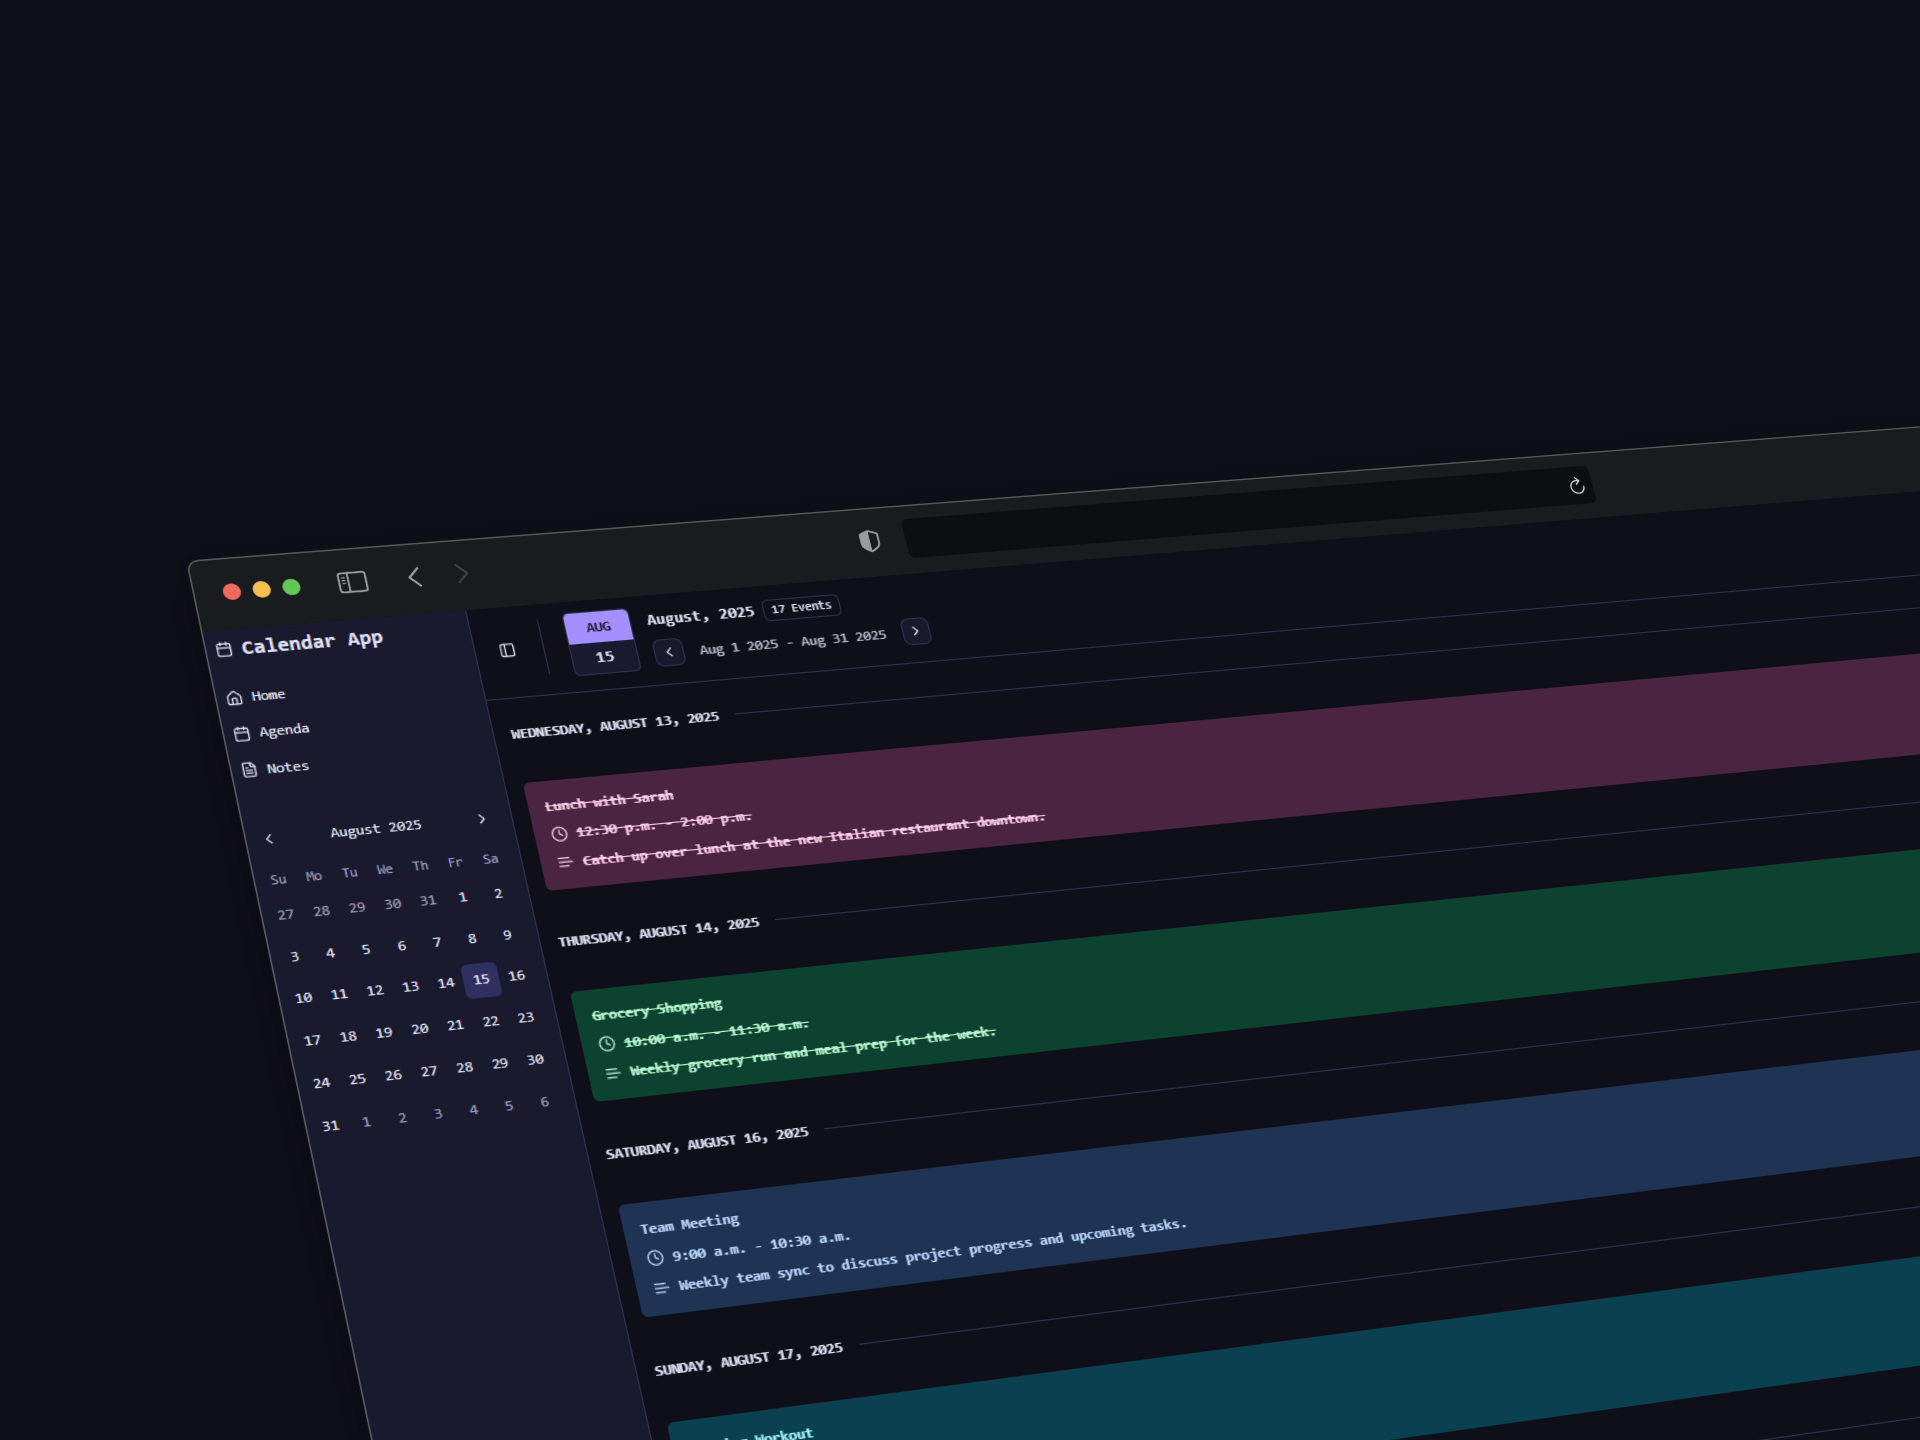 Calendar App
Home
Agenda
Notes
August 2025
Su Mo Tu We Th Fr Sa
27 28 29 30 31 1 2
3 4 5 6 7 8 9
10 11 12 13 14 15 16
17 18 19 20 21 22 23
24 25 26 27 28 29 30
31 1 2 3 4 5 6
AUG
15
August, 2025 17 Events
Aug 1 2025 - Aug 31 2025
WEDNESDAY, AUGUST 13, 2025
Lunch with Sarah
12:30 p.m. - 2:00 p.m.
Catch up over lunch at the new Italian restaurant downtown.
THURSDAY, AUGUST 14, 2025
Grocery Shopping
10:00 a.m. - 11:30 a.m.
Weekly grocery run and meal prep for the week.
SATURDAY, AUGUST 16, 2025
Team Meeting
9:00 a.m. - 10:30 a.m.
Weekly team sync to discuss project progress and upcoming tasks.
SUNDAY, AUGUST 17, 2025
Workout